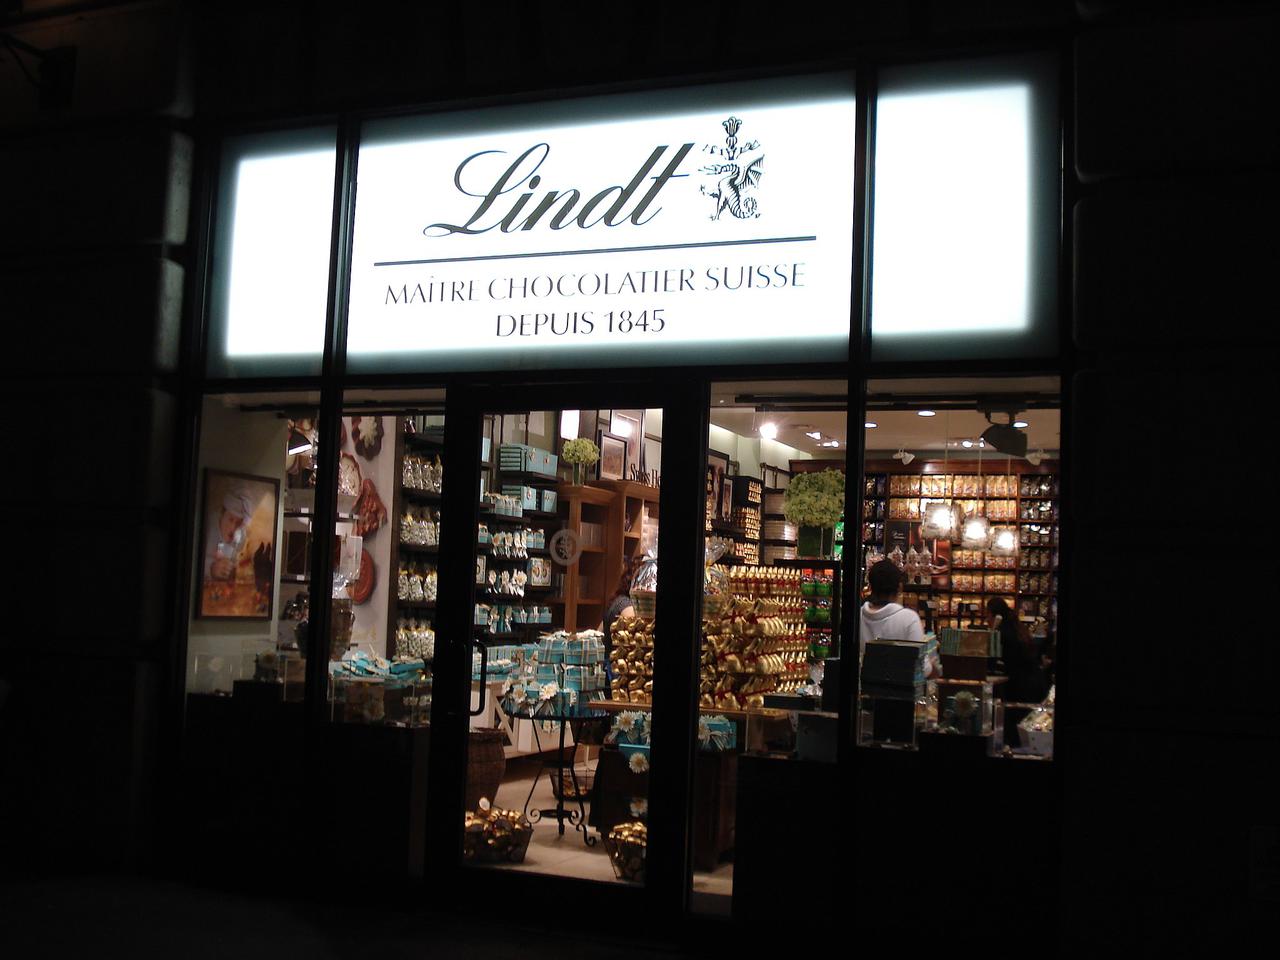 Lindt
MAÎTRE CHOCOLATIER SUISSE
DEPUIS 1845